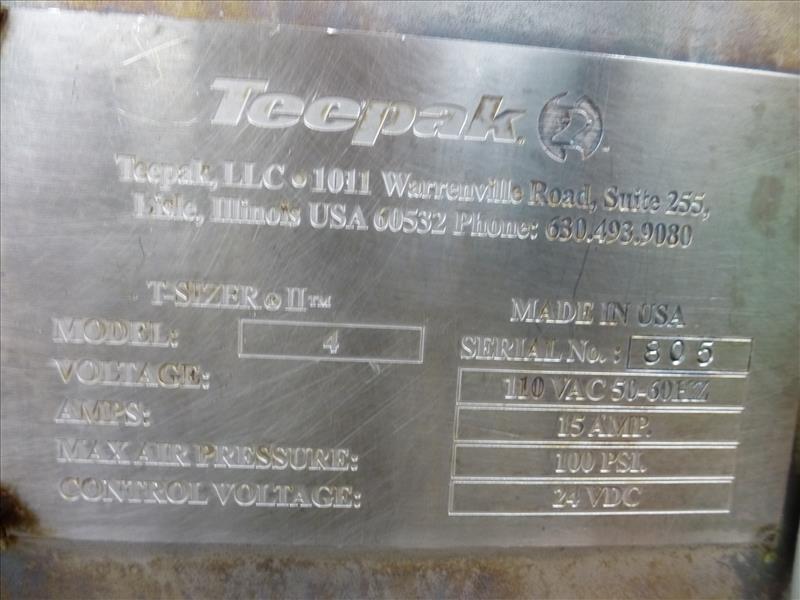 Teepak
Teepak, LLC • 1011 Warrenville Road, Suite 255,
Lisle, Illinois USA 60532 Phone: 630.493.9080
T-SIZER® II™
MADE IN USA
MODEL: 4
SERIAL No.: 805
VOLTAGE: 110 VAC 50-60HZ
AMPS: 15 AMP.
MAX AIR PRESSURE: 100 PSI.
CONTROL VOLTAGE: 24 VDC